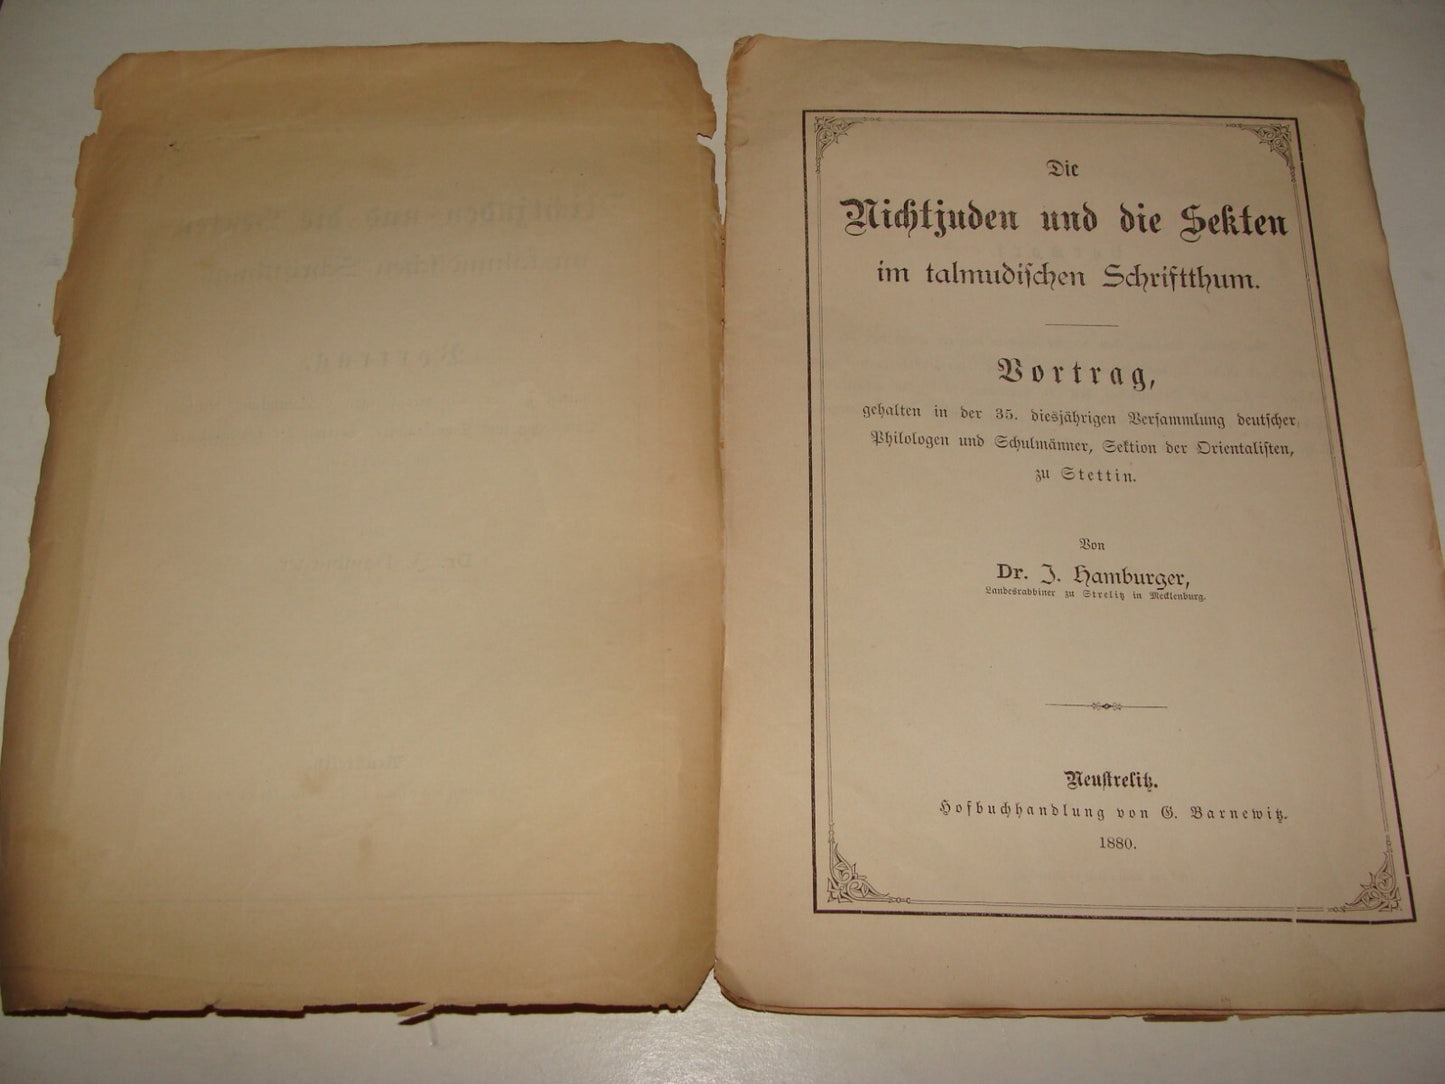 Die
Nichtjuden und die Sekten
im talmudischen Schriftthum.
Vortrag,
gehalten in der 35. diesjährigen Versammlung deutscher
Philologen und Schulmänner, Sektion der Orientalisten,
zu Stettin.
Von
Dr. J. Hamburger,
Landesrabbiner zu Strelitz in Mecklenburg.
Neustrelitz.
Hofbuchhandlung von G. Barnewitz.
1880.